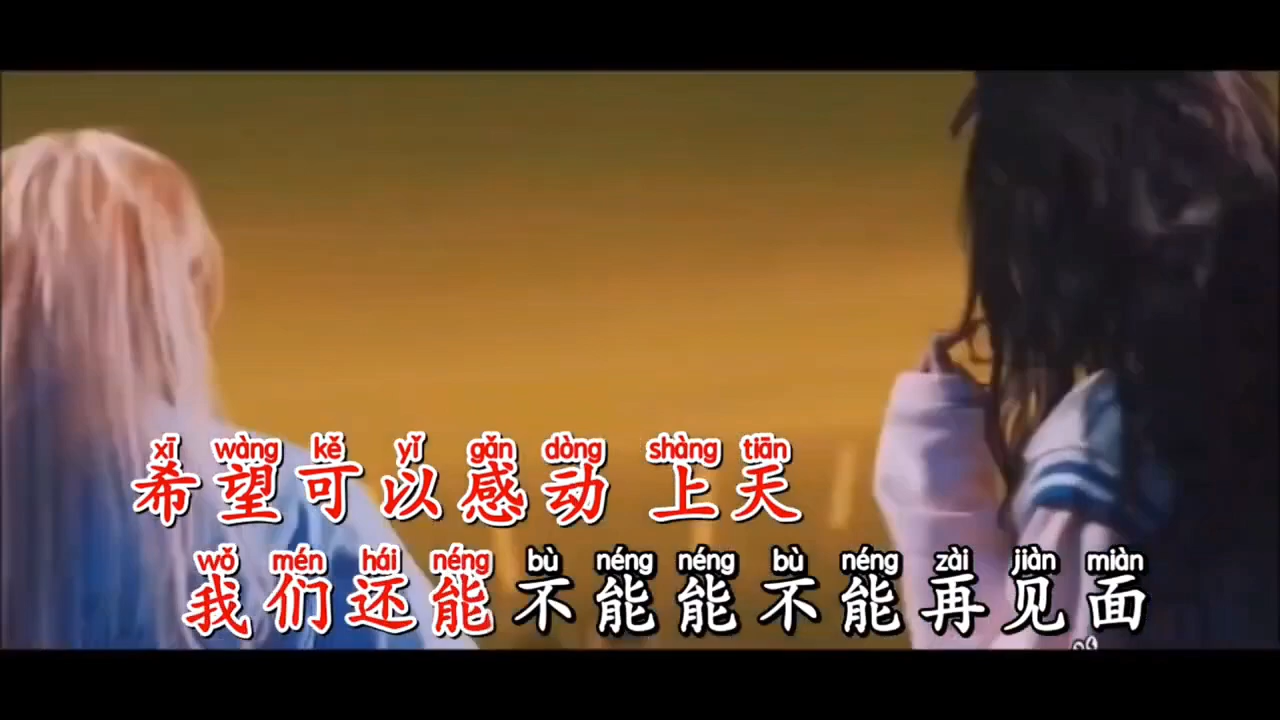 xī wàng kě yǐ gǎn dòng shàng tiān
希望可以感动 上天
wǒ mén hái néng bù néng néng bù néng zài jiàn miàn
我们还能不能能不能再见面